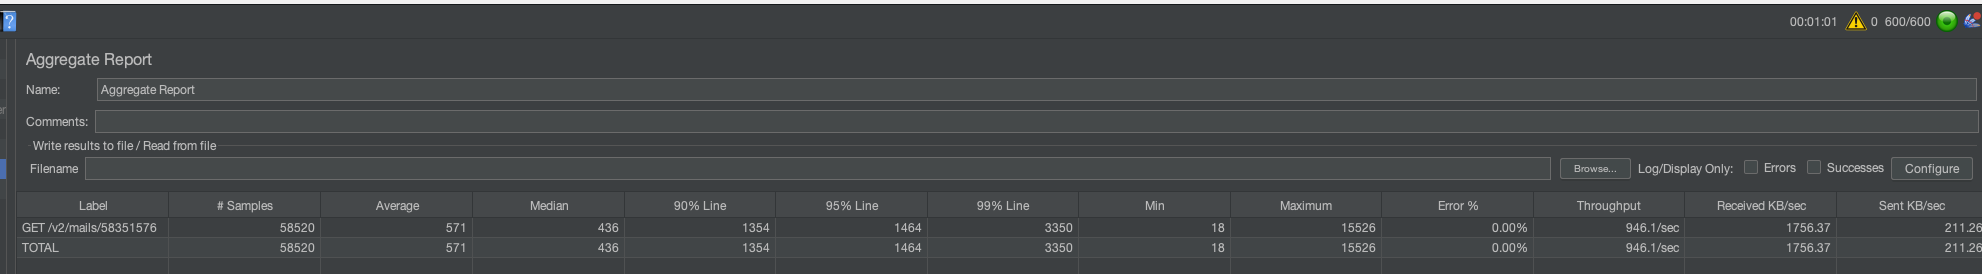 ?
00:01:01 0 600/600
Aggregate Report
Name: Aggregate Report
Comments:
Write results to file / Read from file
Filename Browse... Log/Display Only: Errors Successes Configure
Label # Samples Average Median 90% Line 95% Line 99% Line Min Maximum Error % Throughput Received KB/sec Sent KB/sec
GET /v2/mails/58351576 58520 571 436 1354 1464 3350 18 15526 0.00% 946.1/sec 1756.37 211.26
TOTAL 58520 571 436 1354 1464 3350 18 15526 0.00% 946.1/sec 1756.37 211.26